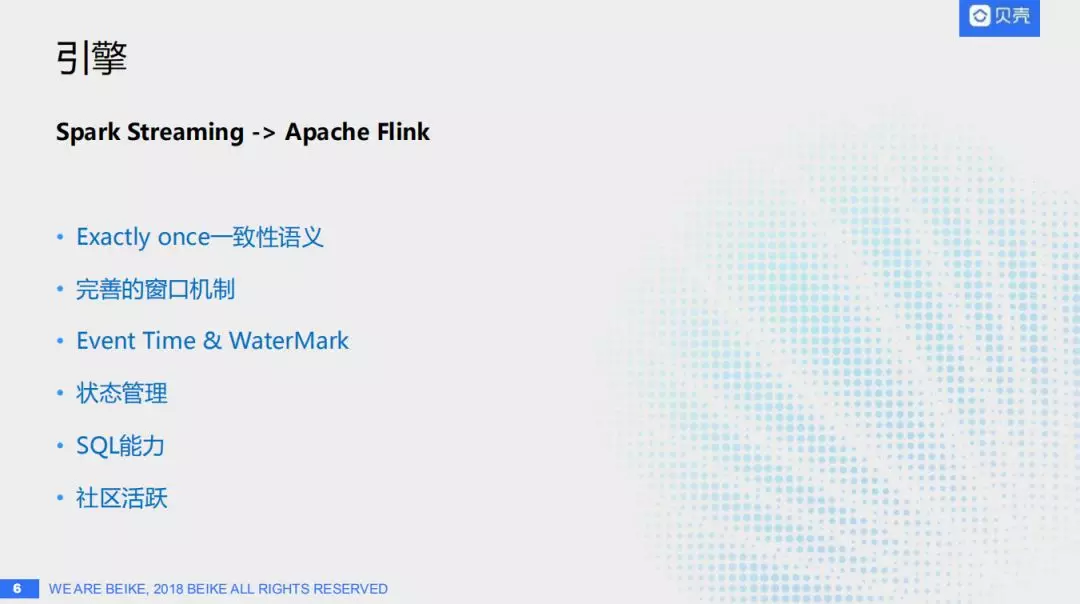 贝壳
引擎
Spark Streaming -> Apache Flink
• Exactly once一致性语义
• 完善的窗口机制
• Event Time & WaterMark
• 状态管理
• SQL能力
• 社区活跃
6 WE ARE BEIKE, 2018 BEIKE ALL RIGHTS RESERVED